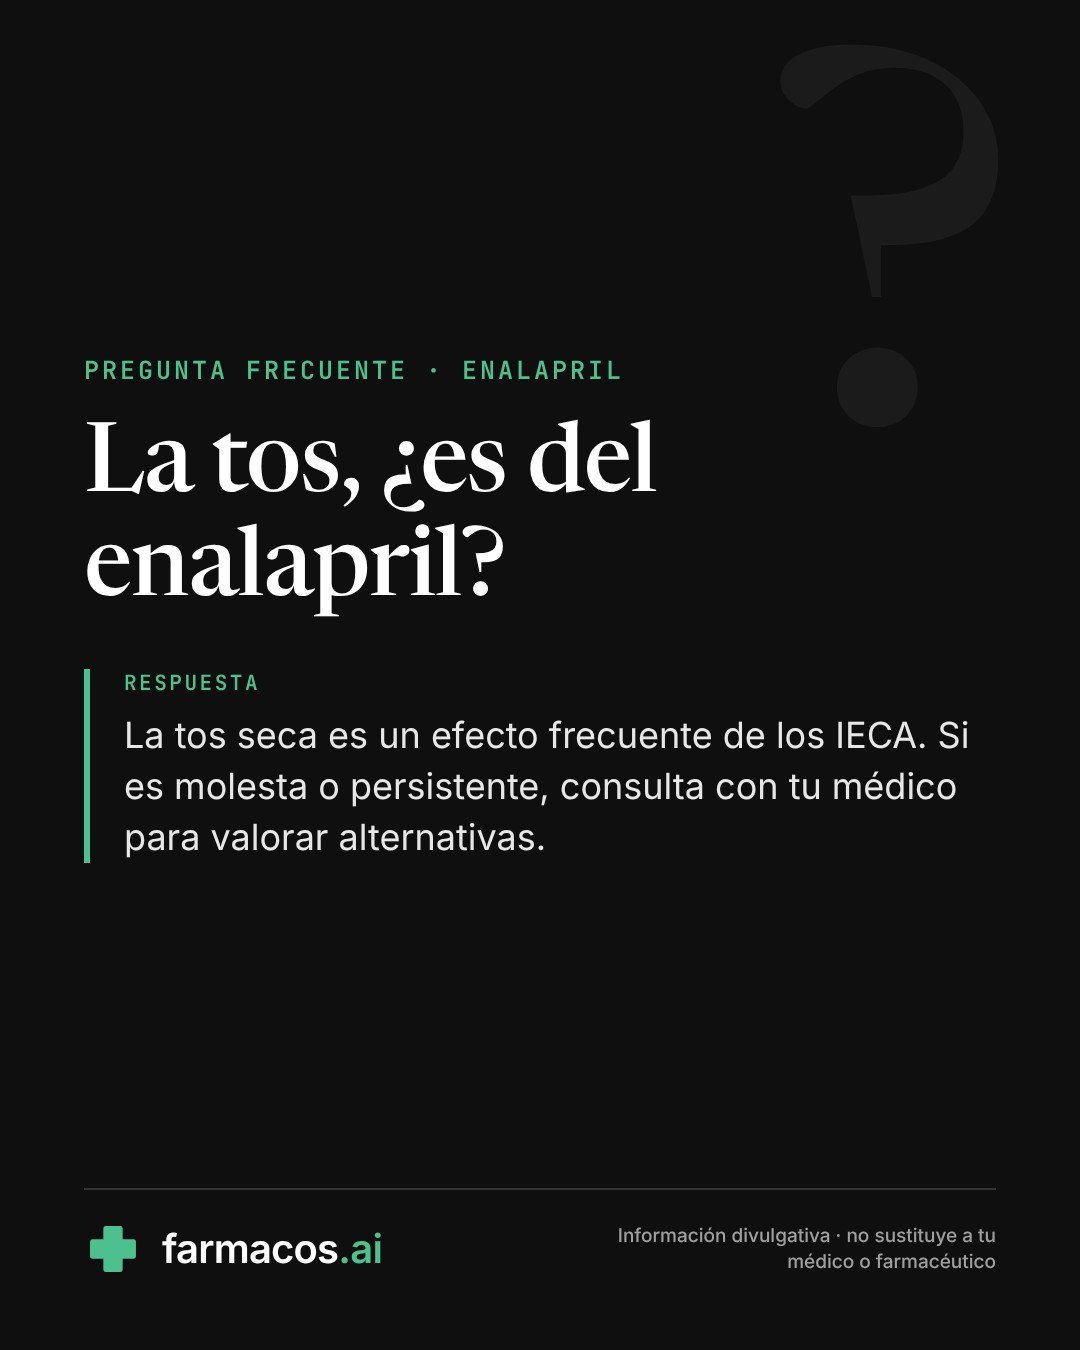 ?
PREGUNTA FRECUENTE · ENALAPRIL
La tos, ¿es del
enalapril?
RESPUESTA
La tos seca es un efecto frecuente de los IECA. Si
es molesta o persistente, consulta con tu médico
para valorar alternativas.
farmacos.ai
Información divulgativa · no sustituye a tu
médico o farmacéutico